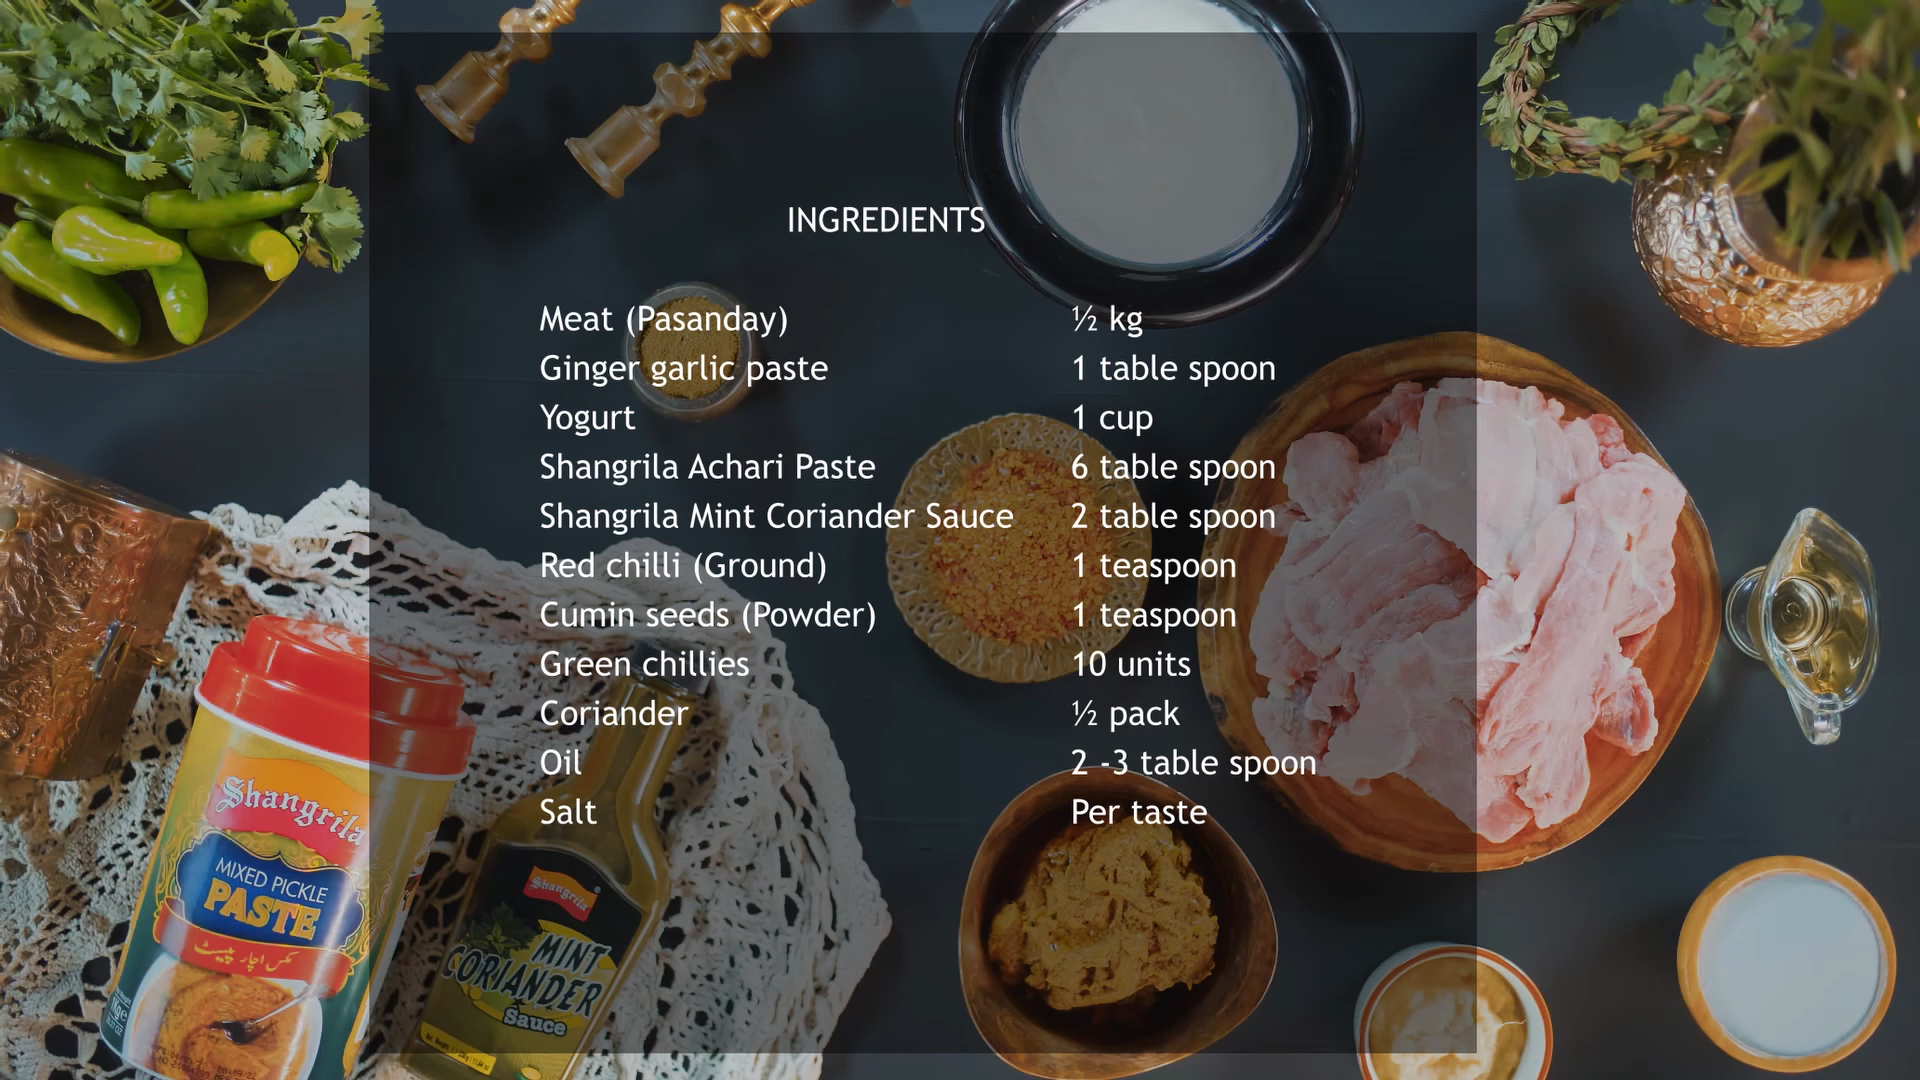 INGREDIENTS
Meat (Pasanday) ½ kg
Ginger garlic paste 1 table spoon
Yogurt 1 cup
Shangrila Achari Paste 6 table spoon
Shangrila Mint Coriander Sauce 2 table spoon
Red chilli (Ground) 1 teaspoon
Cumin seeds (Powder) 1 teaspoon
Green chillies 10 units
Coriander ½ pack
Oil 2 -3 table spoon
Salt Per taste
Shangrila
MIXED PICKLE
PASTE
مکس اچار پیسٹ
Shangrila
MINT
CORIANDER
Sauce